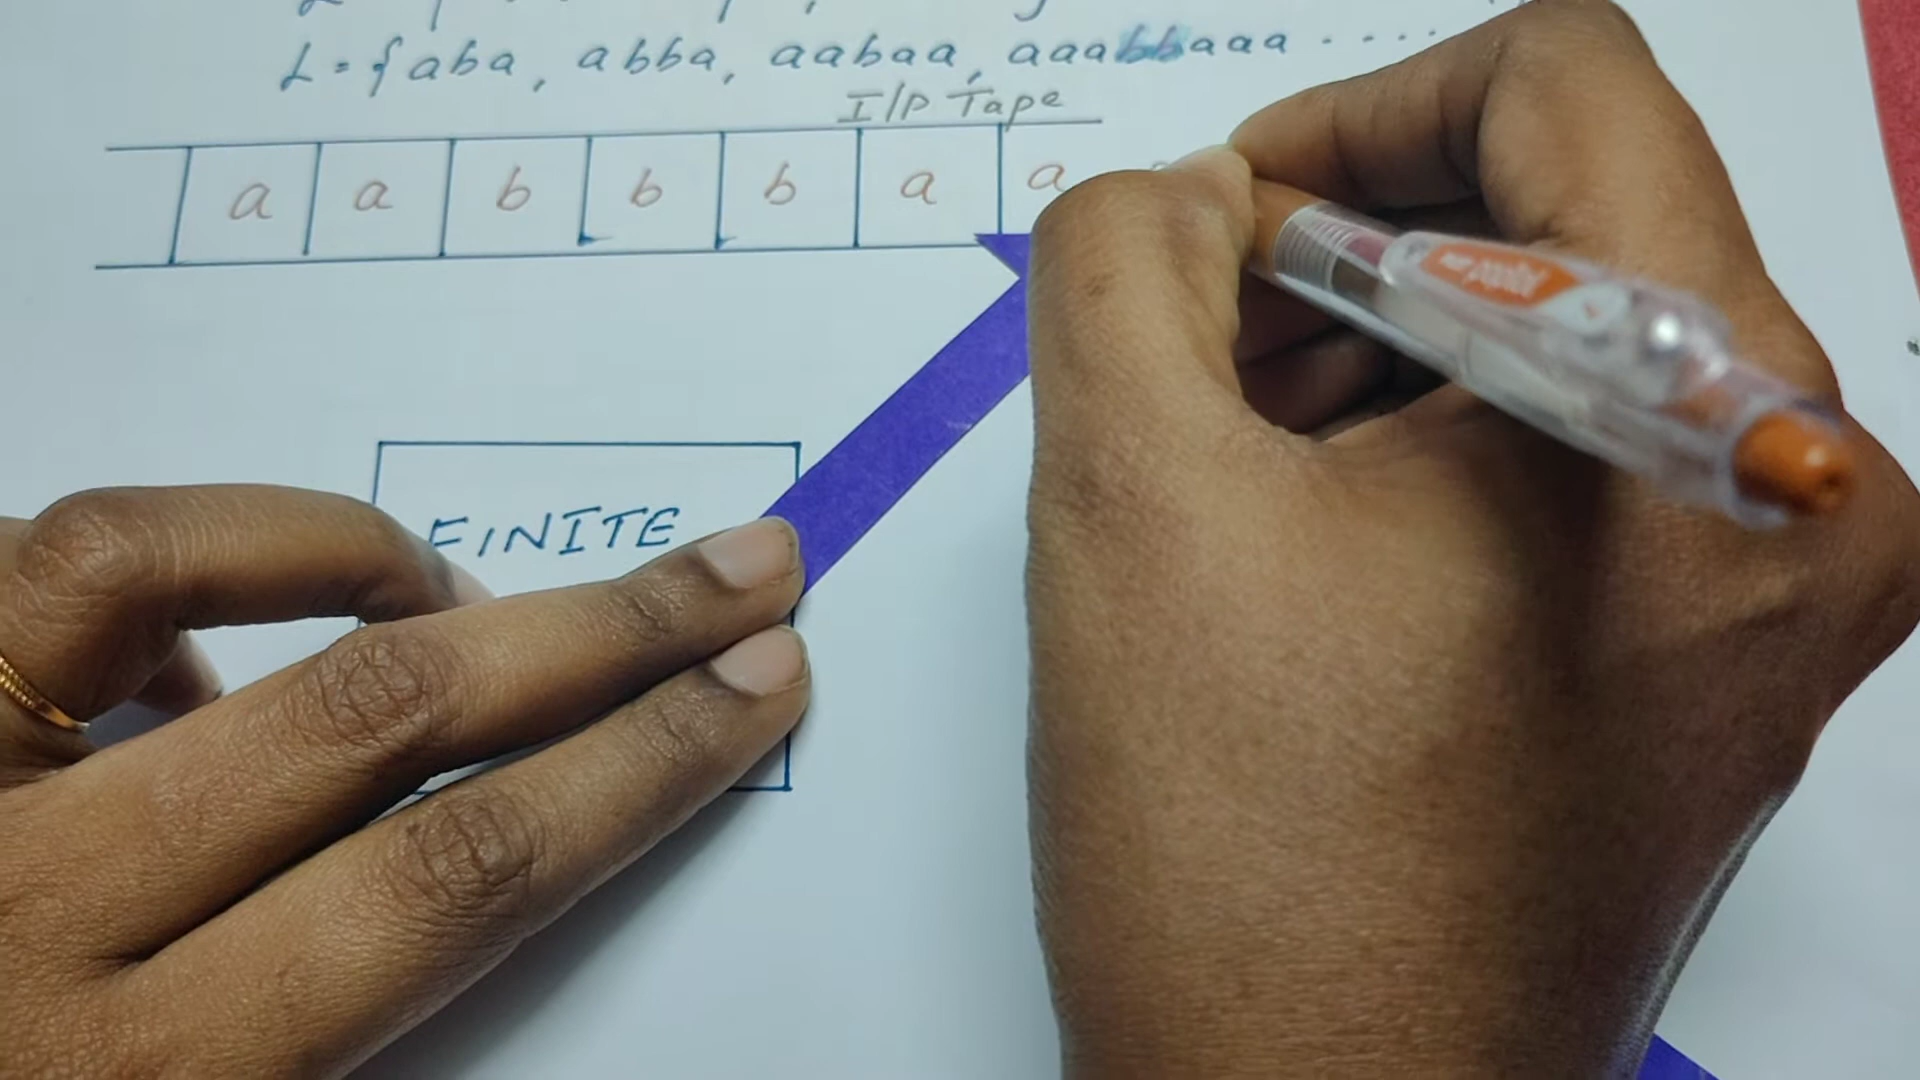 L = { aba, abba, aabaa, aaabbaaa .....
I/P Tape
a a b b b a a
FINITE